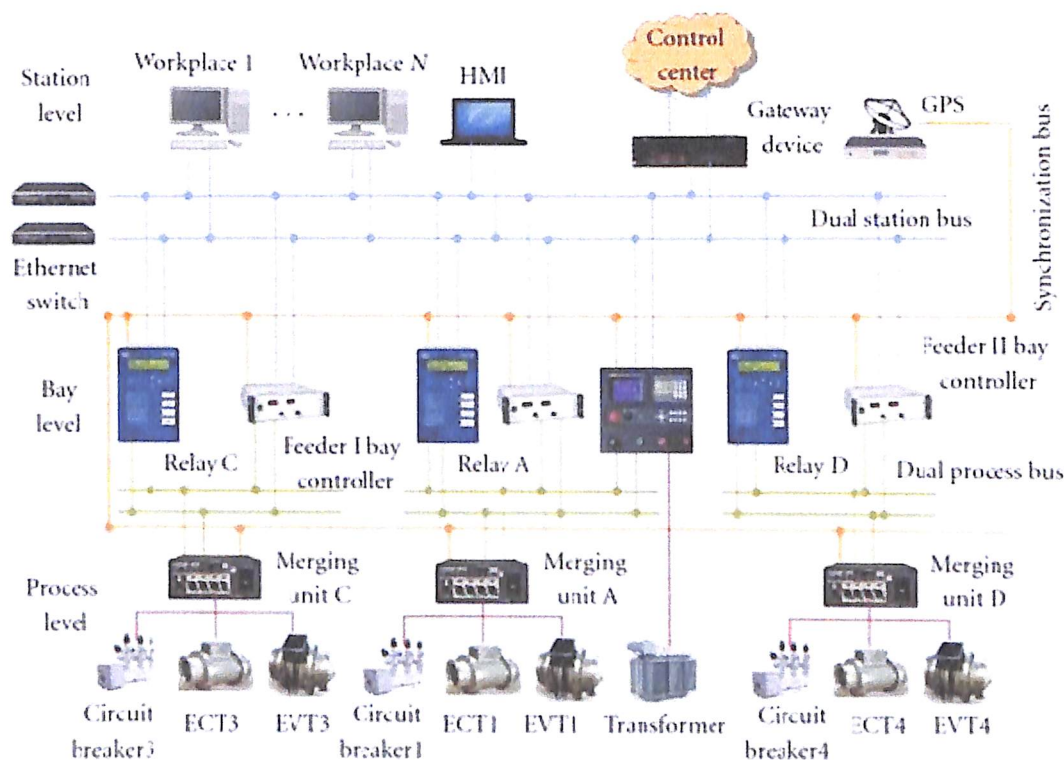 Station
level
Workplace 1
...
Workplace N
HMI
Control
center
Gateway
device
GPS
Synchronization bus
Dual station bus
Ethernet
switch
Bay
level
Relay C
Feeder I bay
controller
Relay A
Relay D
Feeder II bay
controller
Dual process bus
Process
level
Merging
unit C
Merging
unit A
Merging
unit D
Circuit
breaker3
ECT3
EVT3
Circuit
breaker1
ECT1
EVT1
Transformer
Circuit
breaker4
ECT4
EVT4